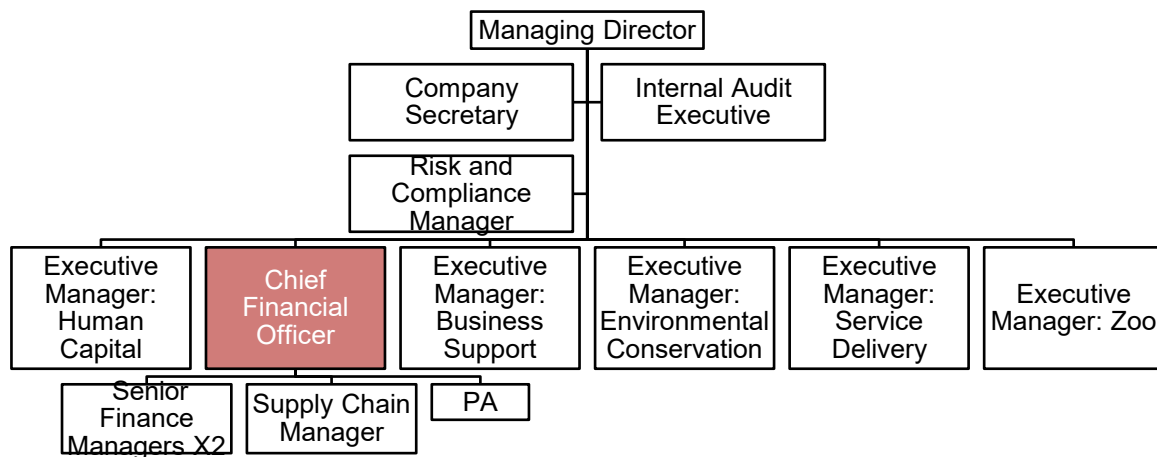 Managing Director
Company
Secretary
Internal Audit
Executive
Risk and
Compliance
Manager
Executive
Manager:
Human
Capital
Chief
Financial
Officer
Executive
Manager:
Business
Support
Executive
Manager:
Environmental
Conservation
Executive
Manager:
Service
Delivery
Executive
Manager: Zoo
Senior
Finance
Managers X2
Supply Chain
Manager
PA